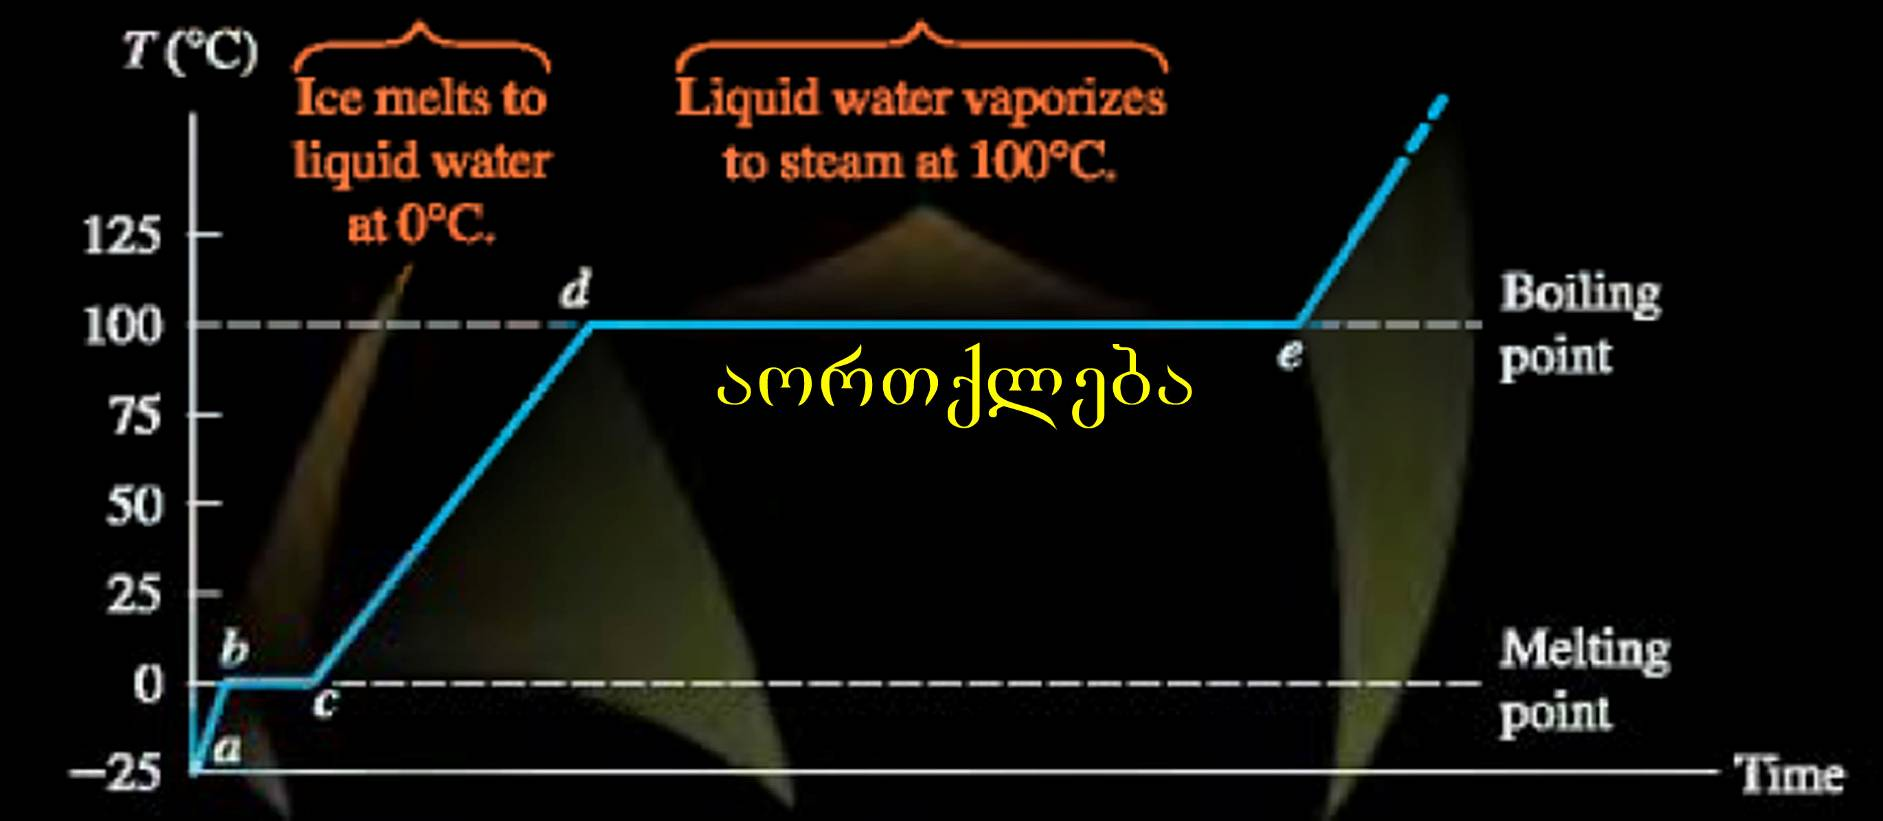 T (°C)
Ice melts to
liquid water
at 0°C.
Liquid water vaporizes
to steam at 100°C.
125
100
75
50
25
0
−25
a
b
c
d
e
აორთქლება
Boiling
point
Melting
point
Time